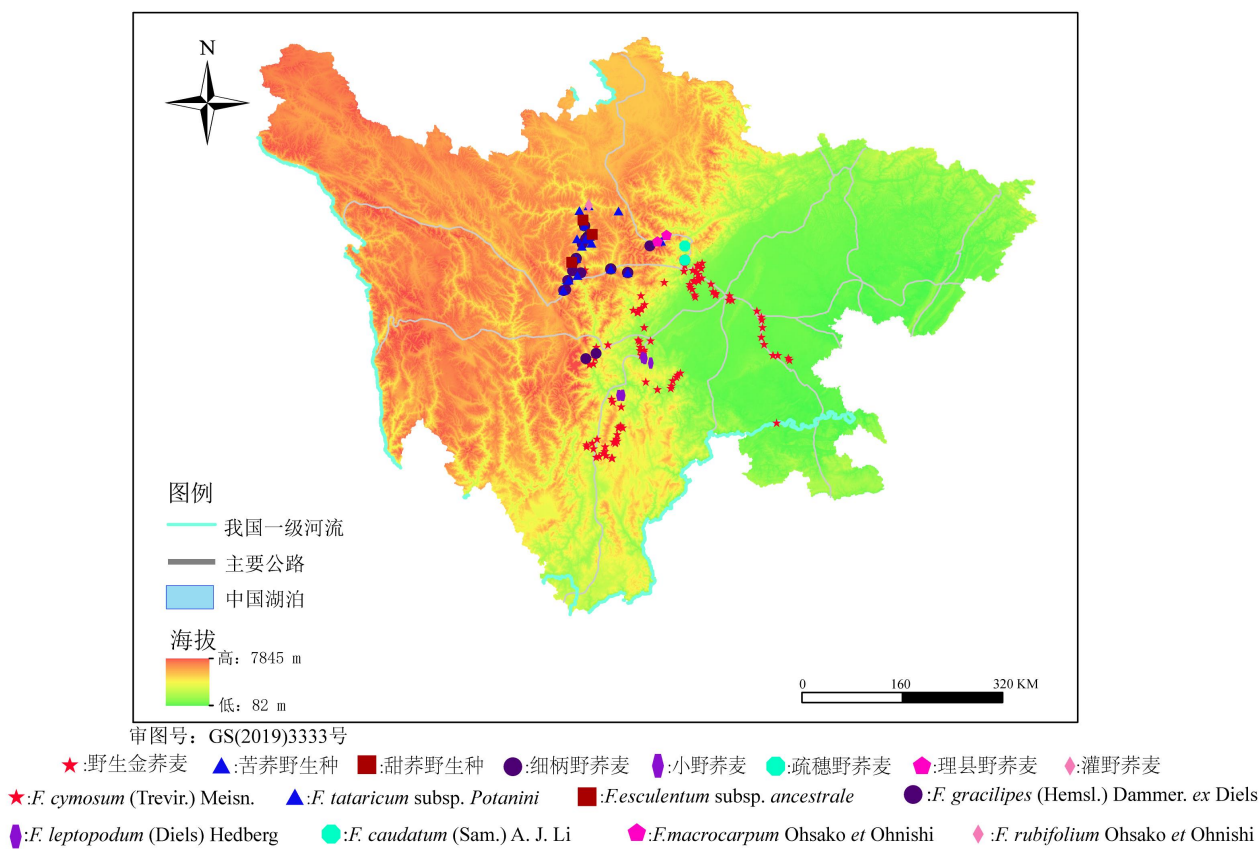 N
图例
我国一级河流
主要公路
中国湖泊
海拔
高：7845 m
低：82 m
0 160 320 KM
审图号：GS(2019)3333号
:野生金荞麦 :苦荞野生种 :甜荞野生种 :细柄野荞麦 :小野荞麦 :疏穗野荞麦 :理县野荞麦 :灌野荞麦
:F. cymosum (Trevir.) Meisn. :F. tataricum subsp. Potanini :F.esculentum subsp. ancestrale :F. gracilipes (Hemsl.) Dammer. ex Diels
:F. leptopodum (Diels) Hedberg :F. caudatum (Sam.) A. J. Li :F.macrocarpum Ohsako et Ohnishi :F. rubifolium Ohsako et Ohnishi